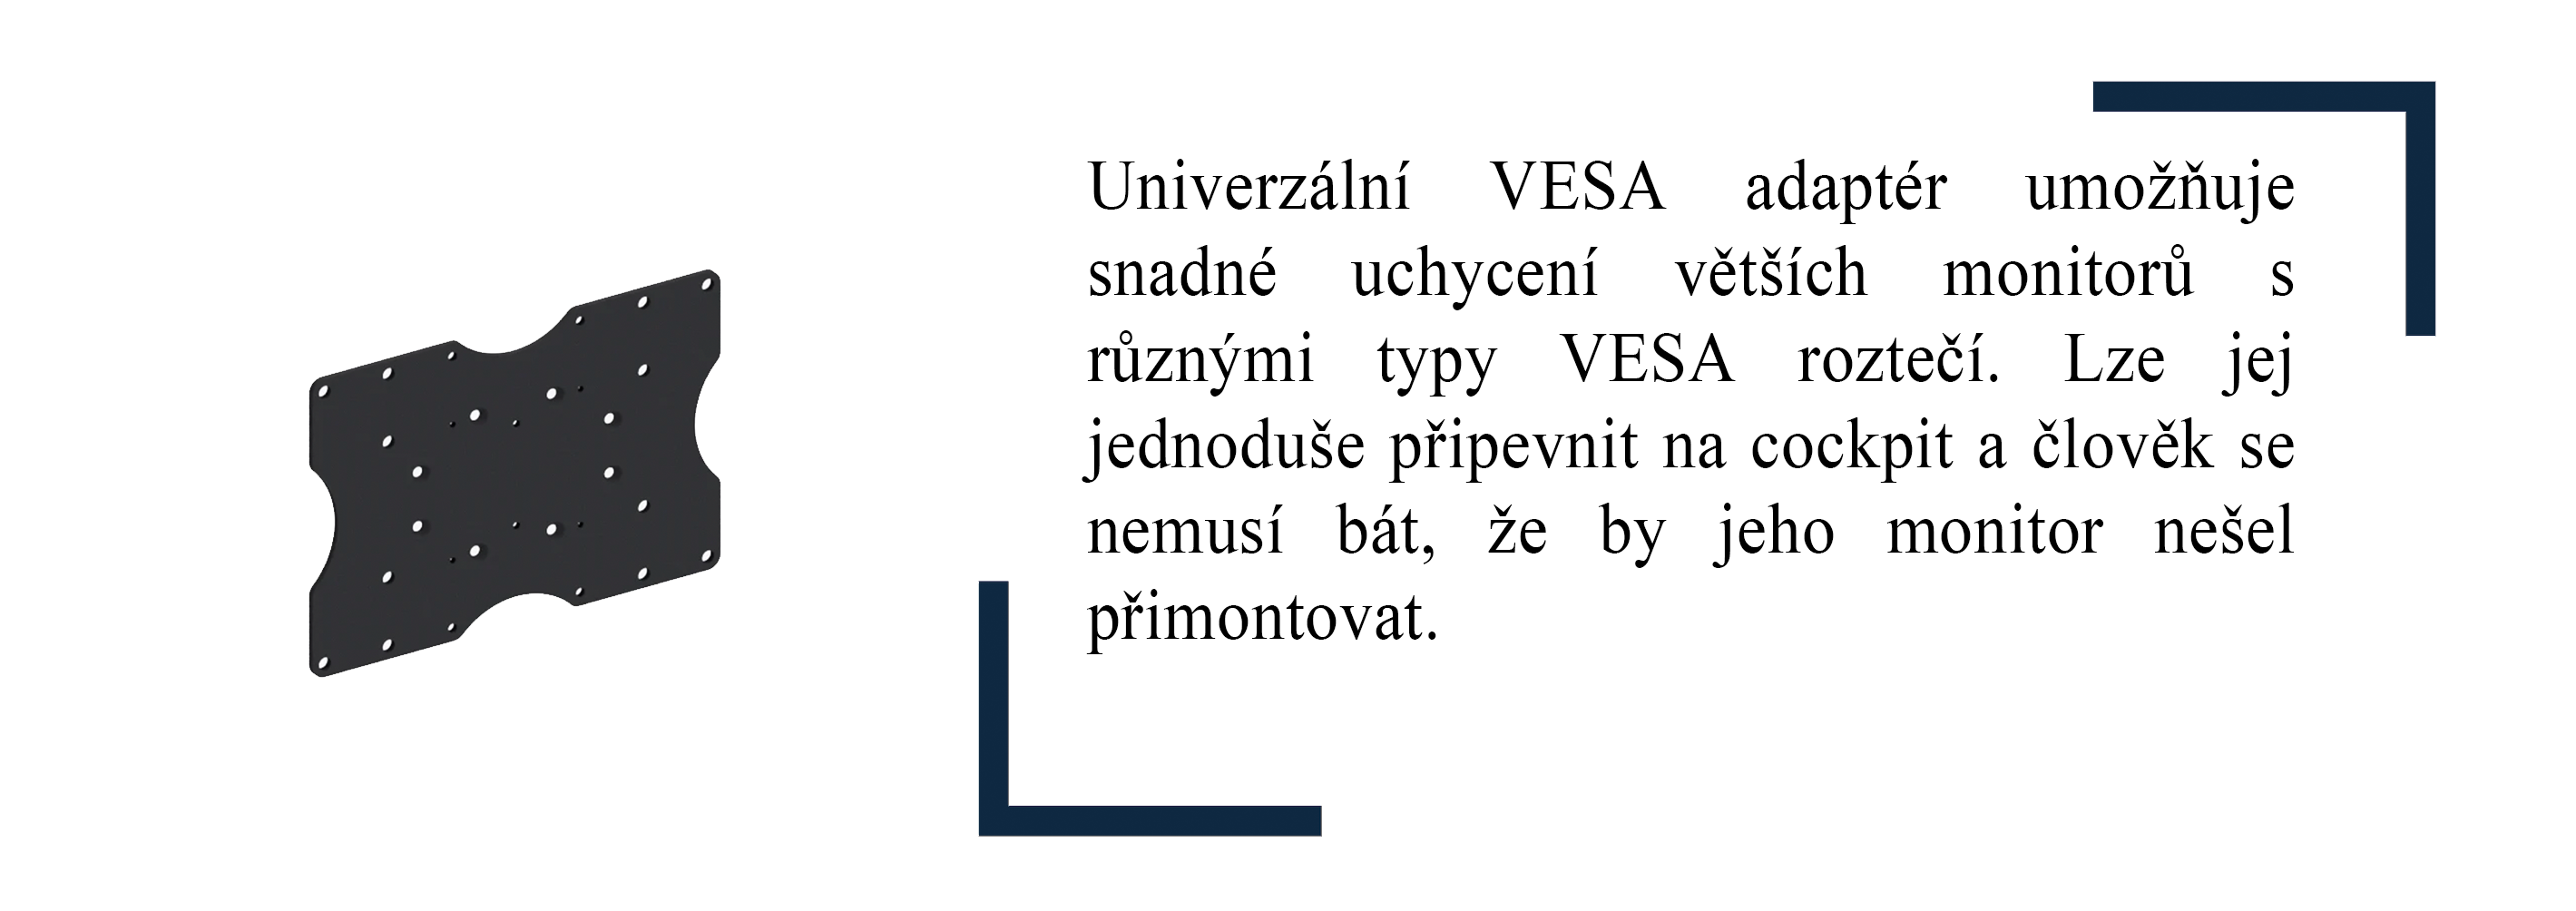 Univerzální VESA adaptér umožňuje
snadné uchycení větších monitorů s
různými typy VESA roztečí. Lze jej
jednoduše připevnit na cockpit a člověk se
nemusí bát, že by jeho monitor nešel
přimontovat.